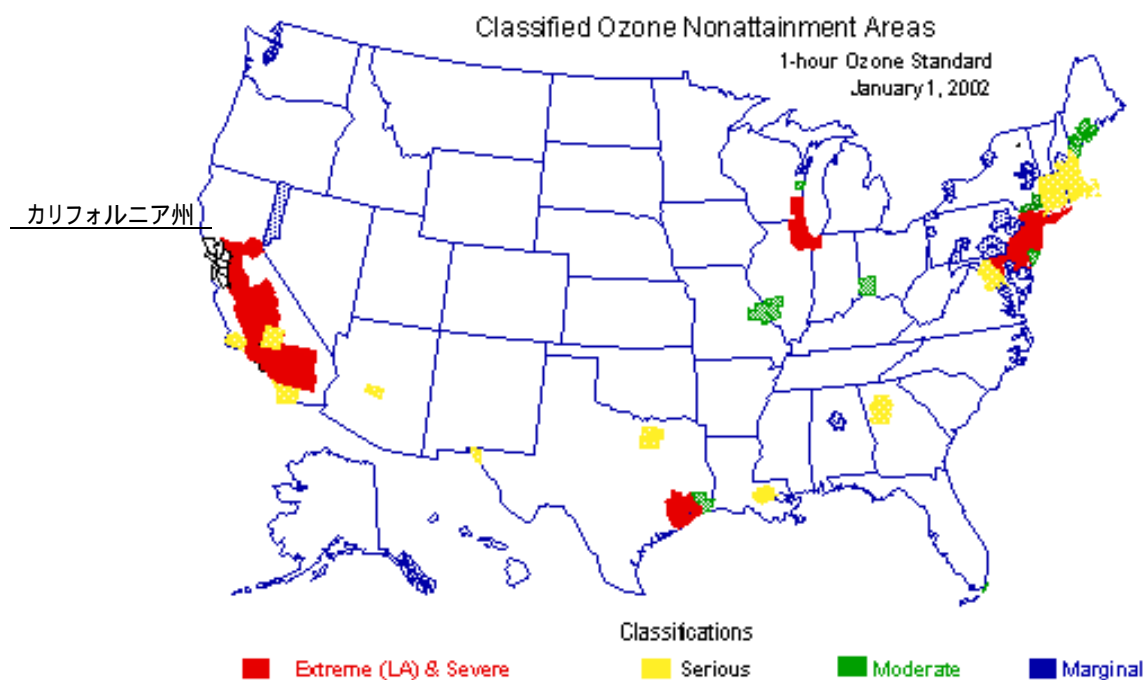 Classified Ozone Nonattainment Areas
1-hour Ozone Standard
January 1, 2002
カリフォルニア州
Classifications
Extreme (LA) & Severe
Serious
Moderate
Marginal